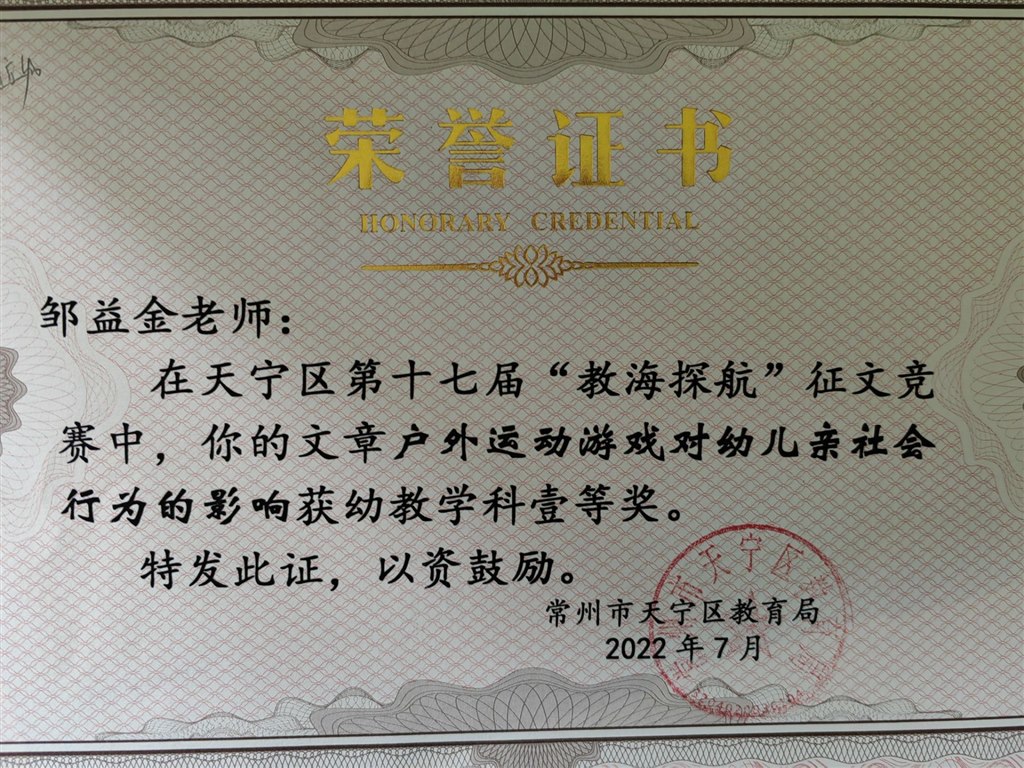 荣誉证书
HONORARY CREDENTIAL
邹益金老师：
在天宁区第十七届“教海探航”征文竞
赛中，你的文章户外运动游戏对幼儿亲社会
行为的影响获幼教学科壹等奖。
特发此证，以资鼓励。
常州市天宁区教育局
2022 年 7 月